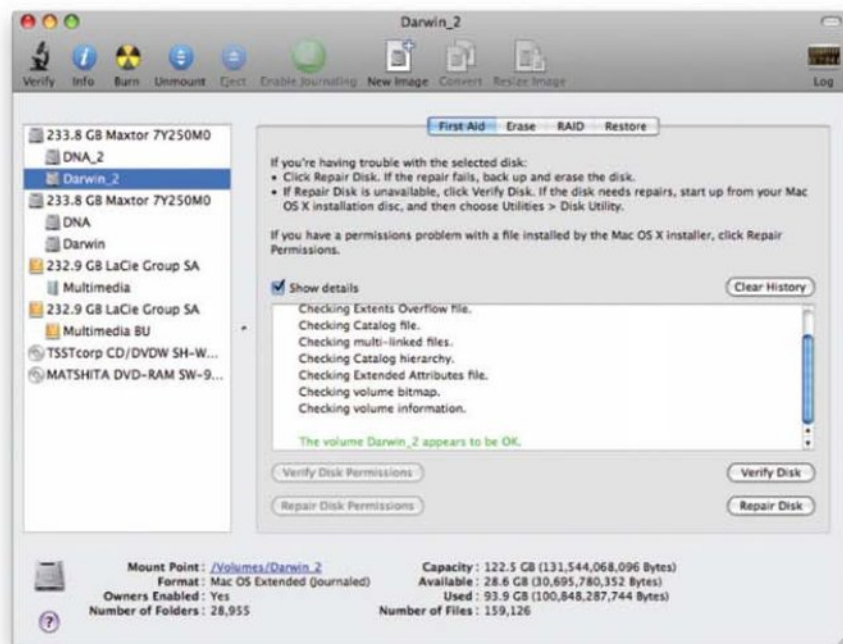 Darwin_2
Verify Info Burn Unmount Eject Enable Journaling New Image Convert Resize Image Log
233.8 GB Maxtor 7Y250M0
DNA_2
Darwin_2
233.8 GB Maxtor 7Y250M0
DNA
Darwin
232.9 GB LaCie Group SA
Multimedia
232.9 GB LaCie Group SA
Multimedia BU
TSSTcorp CD/DVDW SH-W...
MATSHITA DVD-RAM SW-9...
First Aid Erase RAID Restore
If you're having trouble with the selected disk:
• Click Repair Disk. If the repair fails, back up and erase the disk.
• If Repair Disk is unavailable, click Verify Disk. If the disk needs repairs, start up from your Mac
OS X installation disc, and then choose Utilities > Disk Utility.
If you have a permissions problem with a file installed by the Mac OS X installer, click Repair
Permissions.
Show details
Clear History
Checking Extents Overflow file.
Checking Catalog file.
Checking multi-linked files.
Checking Catalog hierarchy.
Checking Extended Attributes file.
Checking volume bitmap.
Checking volume information.
The volume Darwin_2 appears to be OK.
Verify Disk Permissions
Verify Disk
Repair Disk Permissions
Repair Disk
Mount Point : /Volumes/Darwin_2
Format : Mac OS Extended (Journaled)
Owners Enabled : Yes
Number of Folders : 28,955
Capacity : 122.5 GB (131,544,068,096 Bytes)
Available : 28.6 GB (30,695,780,352 Bytes)
Used : 93.9 GB (100,848,287,744 Bytes)
Number of Files : 159,126
?